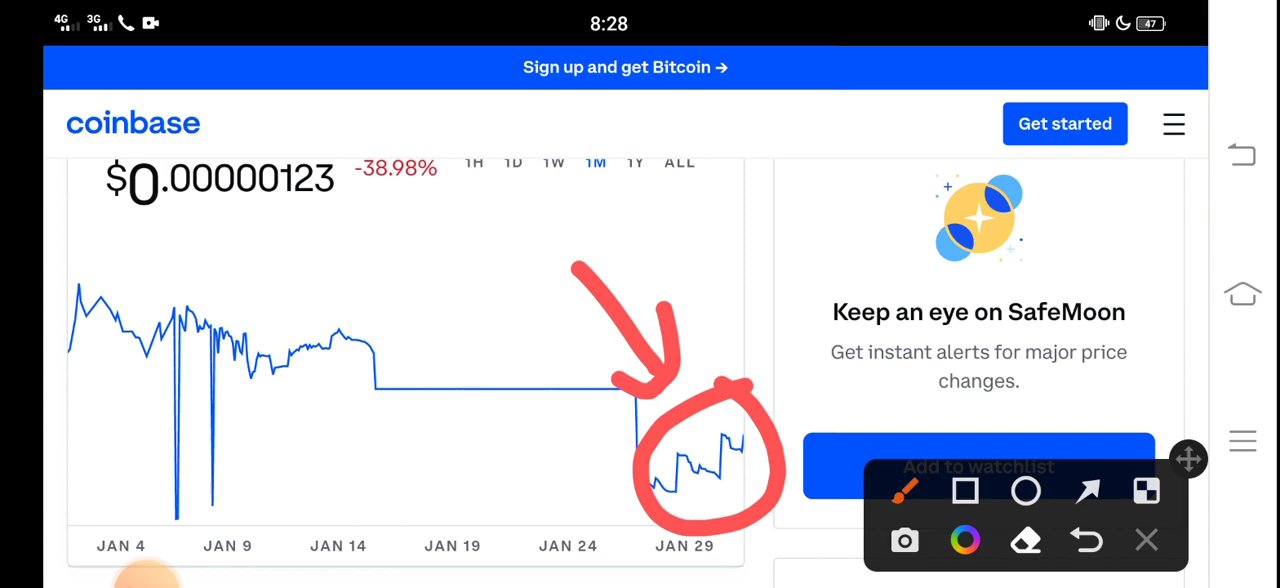 4G 3G 8:28 47
Sign up and get Bitcoin →
coinbase
Get started
$0.00000123 -38.98% 1H 1D 1W 1M 1Y ALL
Keep an eye on SafeMoon
Get instant alerts for major price
changes.
Add to watchlist
JAN 4 JAN 9 JAN 14 JAN 19 JAN 24 JAN 29